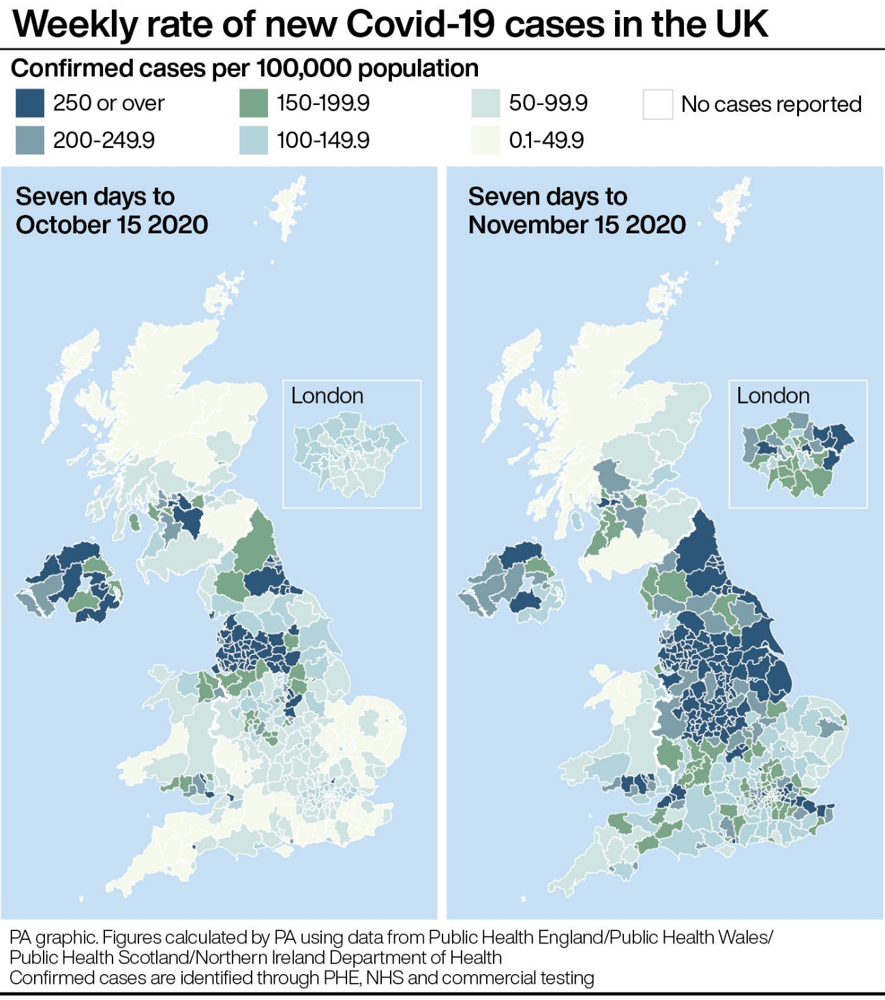 Weekly rate of new Covid-19 cases in the UK
Confirmed cases per 100,000 population
250 or over
150-199.9
50-99.9
No cases reported
200-249.9
100-149.9
0.1-49.9
Seven days to
October 15 2020
London
Seven days to
November 15 2020
London
PA graphic. Figures calculated by PA using data from Public Health England/Public Health Wales/
Public Health Scotland/Northern Ireland Department of Health
Confirmed cases are identified through PHE, NHS and commercial testing